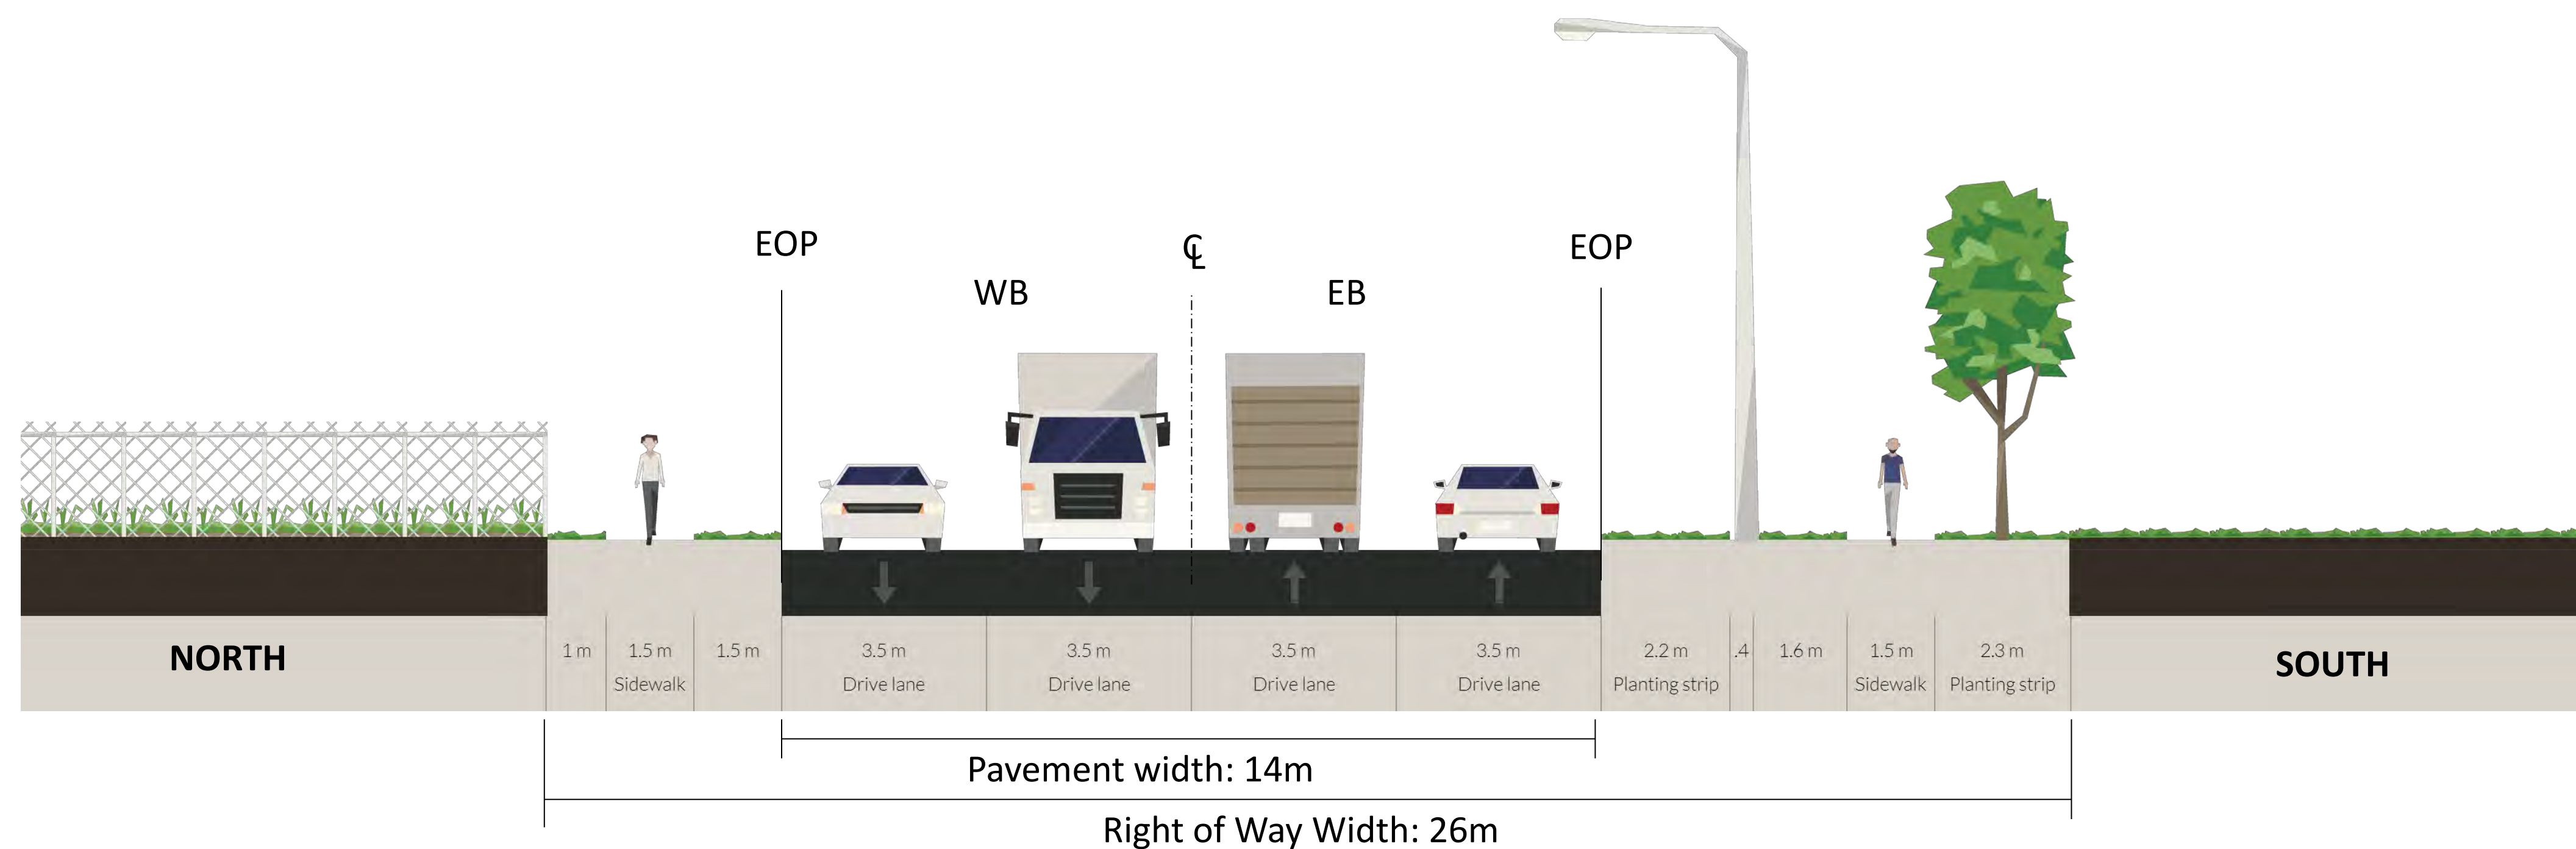 EOP
℄
EOP
WB
EB
NORTH
1 m
1.5 m
Sidewalk
1.5 m
3.5 m
Drive lane
3.5 m
Drive lane
3.5 m
Drive lane
3.5 m
Drive lane
2.2 m
Planting strip
.4
1.6 m
1.5 m
Sidewalk
2.3 m
Planting strip
SOUTH
Pavement width: 14m
Right of Way Width: 26m